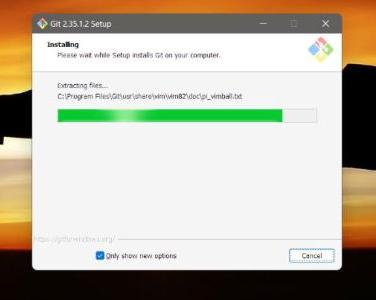 Git 2.35.1.2 Setup
Installing
Please wait while Setup installs Git on your computer.
Extracting files...
C:\Program Files\Git\usr\share\vim\vim82\doc\pi_vimball.txt
https://gitforwindows.org/
Only show new options
Cancel